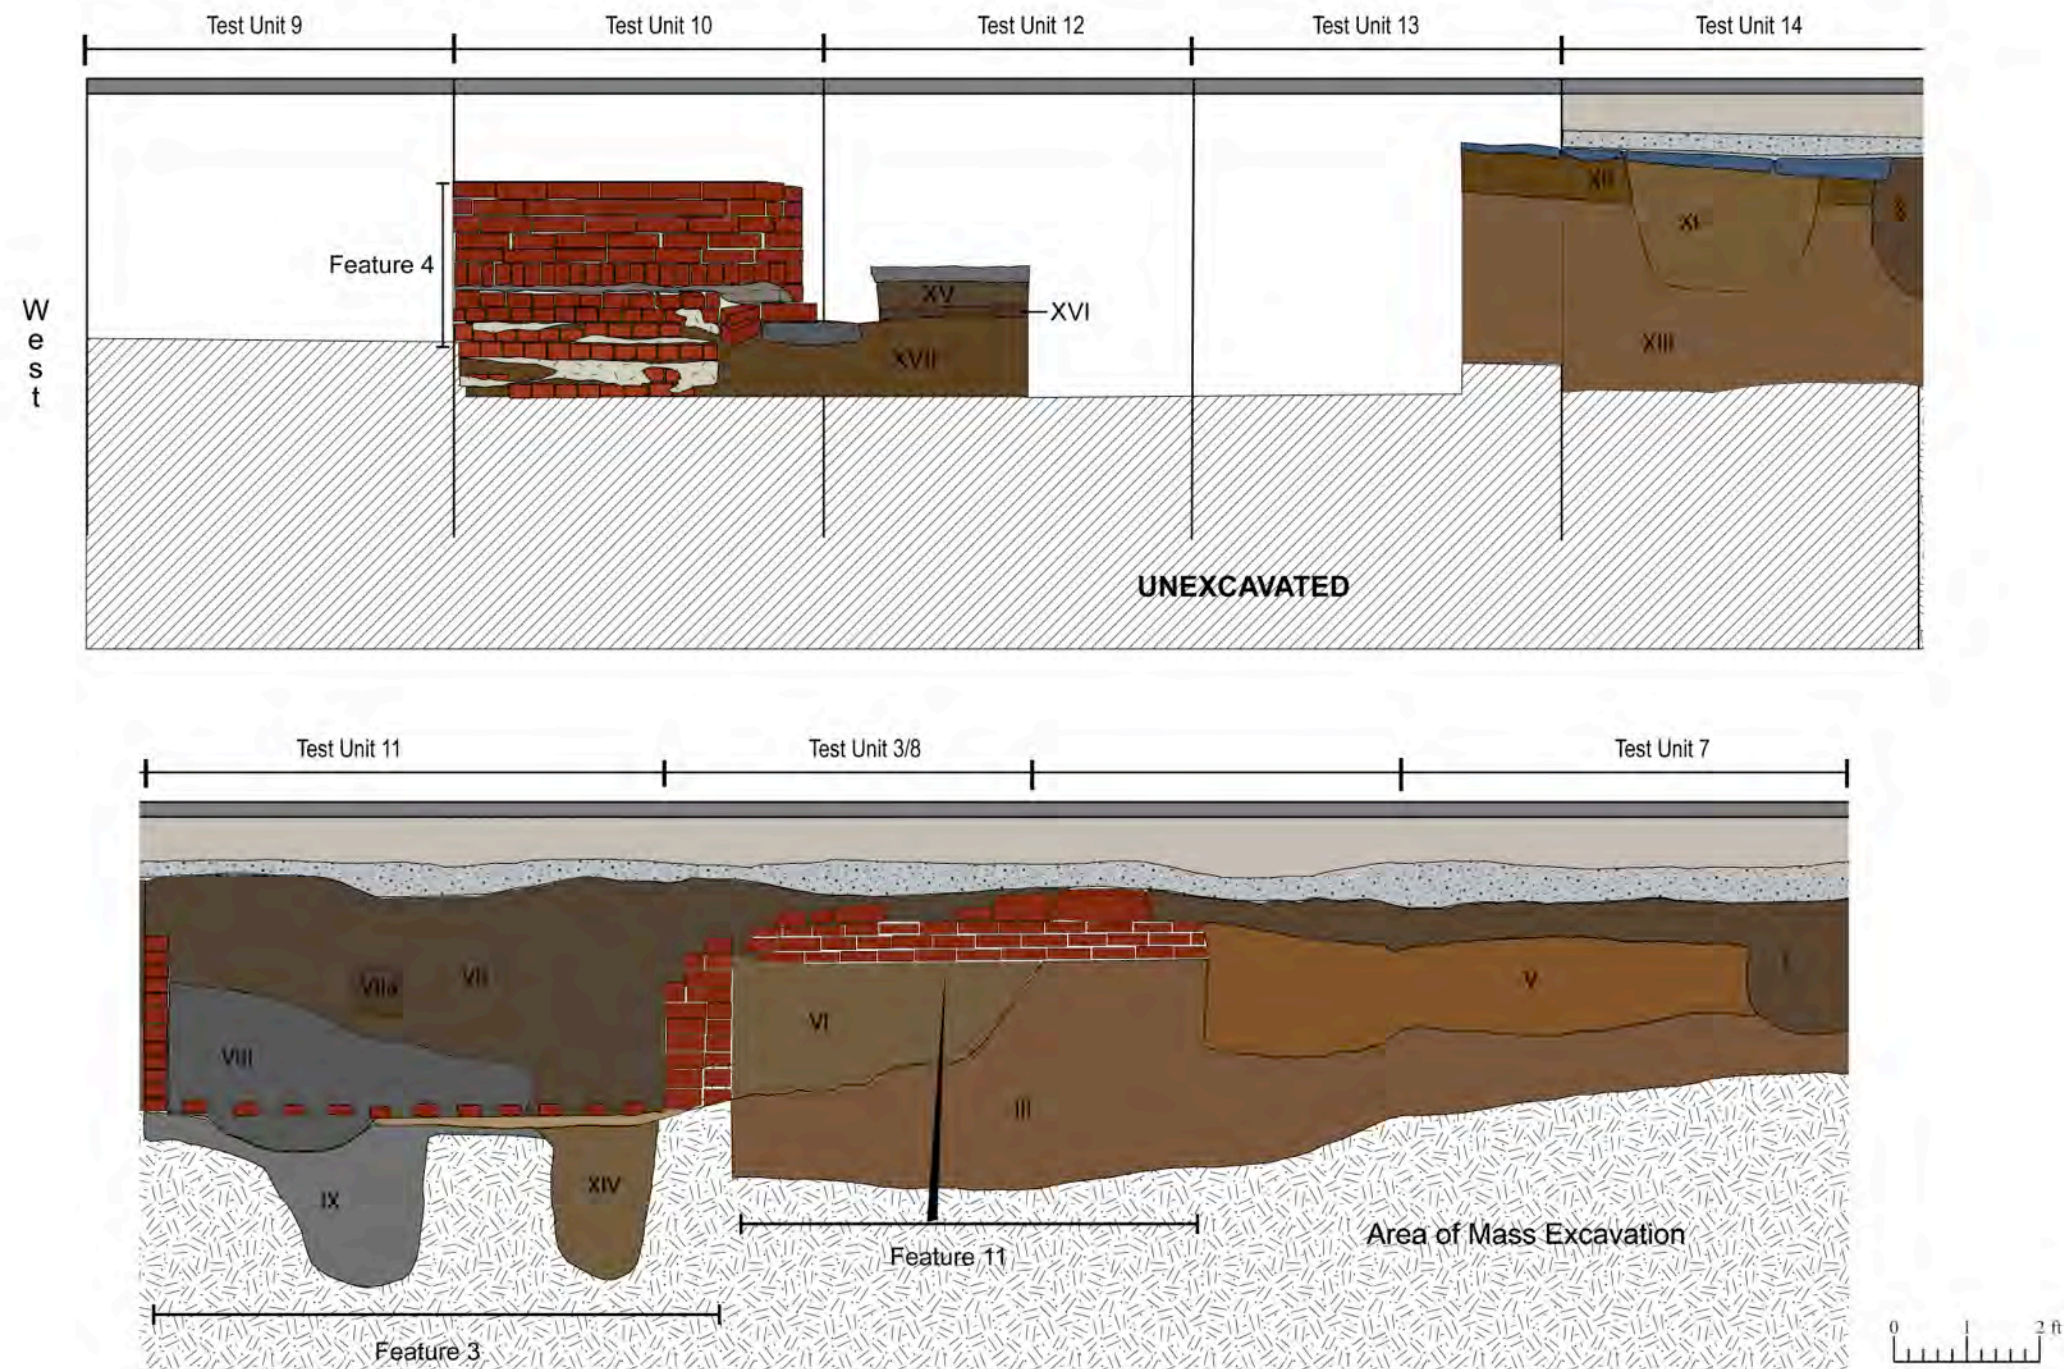 Test Unit 9
Test Unit 10
Test Unit 12
Test Unit 13
Test Unit 14
XII
XI
Feature 4
XV
XVI
West
XIII
XVII
UNEXCAVATED
Test Unit 11
Test Unit 3/8
Test Unit 7
VIIa
VII
V
I
VI
VIII
III
IX
XIV
Area of Mass Excavation
Feature 11
Feature 3
0 1 2 ft